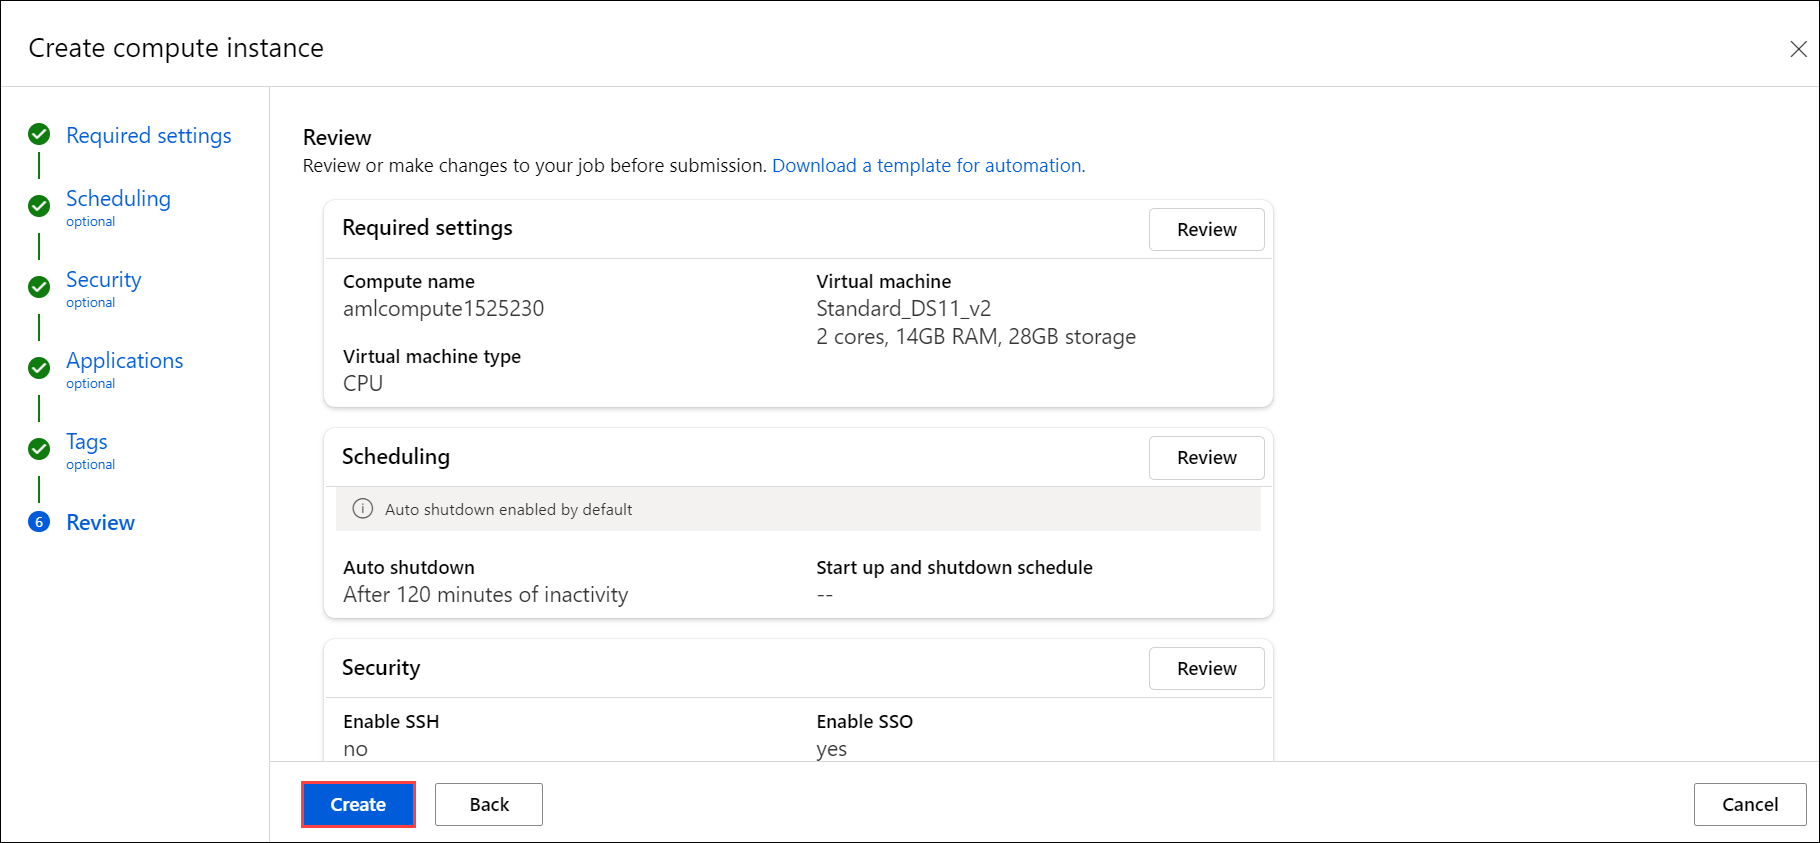 Create compute instance
Required settings
Scheduling
optional
Security
optional
Applications
optional
Tags
optional
6 Review
Review
Review or make changes to your job before submission. Download a template for automation.
Required settings
Review
Compute name
amlcompute1525230
Virtual machine type
CPU
Virtual machine
Standard_DS11_v2
2 cores, 14GB RAM, 28GB storage
Scheduling
Review
Auto shutdown enabled by default
Auto shutdown
After 120 minutes of inactivity
Start up and shutdown schedule
--
Security
Review
Enable SSH
no
Enable SSO
yes
Create
Back
Cancel